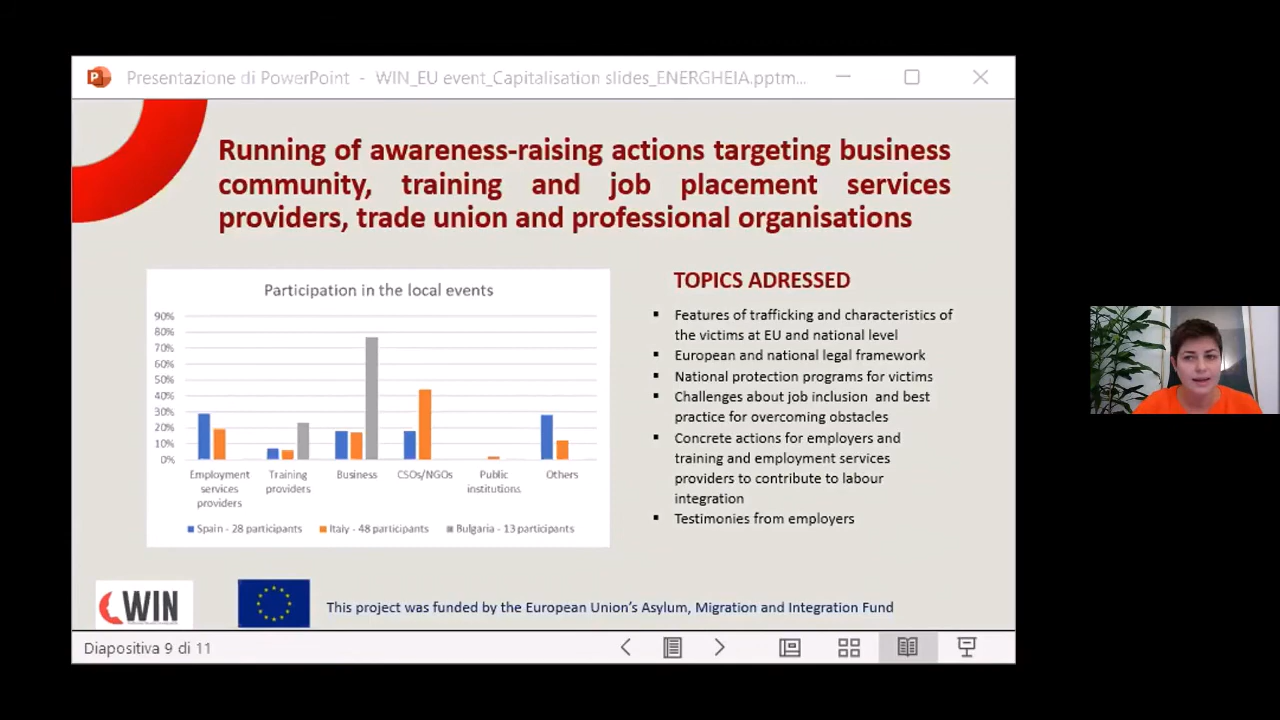 Presentazione di PowerPoint - WIN_EU event_Capitalisation slides_ENERGHEIA.pptm...
Running of awareness-raising actions targeting business
community, training and job placement services
providers, trade union and professional organisations
Participation in the local events
90%
80%
70%
60%
50%
40%
30%
20%
10%
0%
Employment
services
providers
Training
providers
Business
CSOs/NGOs
Public
institutions
Others
Spain - 28 participants
Italy - 48 participants
Bulgaria - 13 participants
TOPICS ADRESSED
▪ Features of trafficking and characteristics of
the victims at EU and national level
▪ European and national legal framework
▪ National protection programs for victims
▪ Challenges about job inclusion and best
practice for overcoming obstacles
▪ Concrete actions for employers and
training and employment services
providers to contribute to labour
integration
▪ Testimonies from employers
WIN
This project was funded by the European Union's Asylum, Migration and Integration Fund
Diapositiva 9 di 11